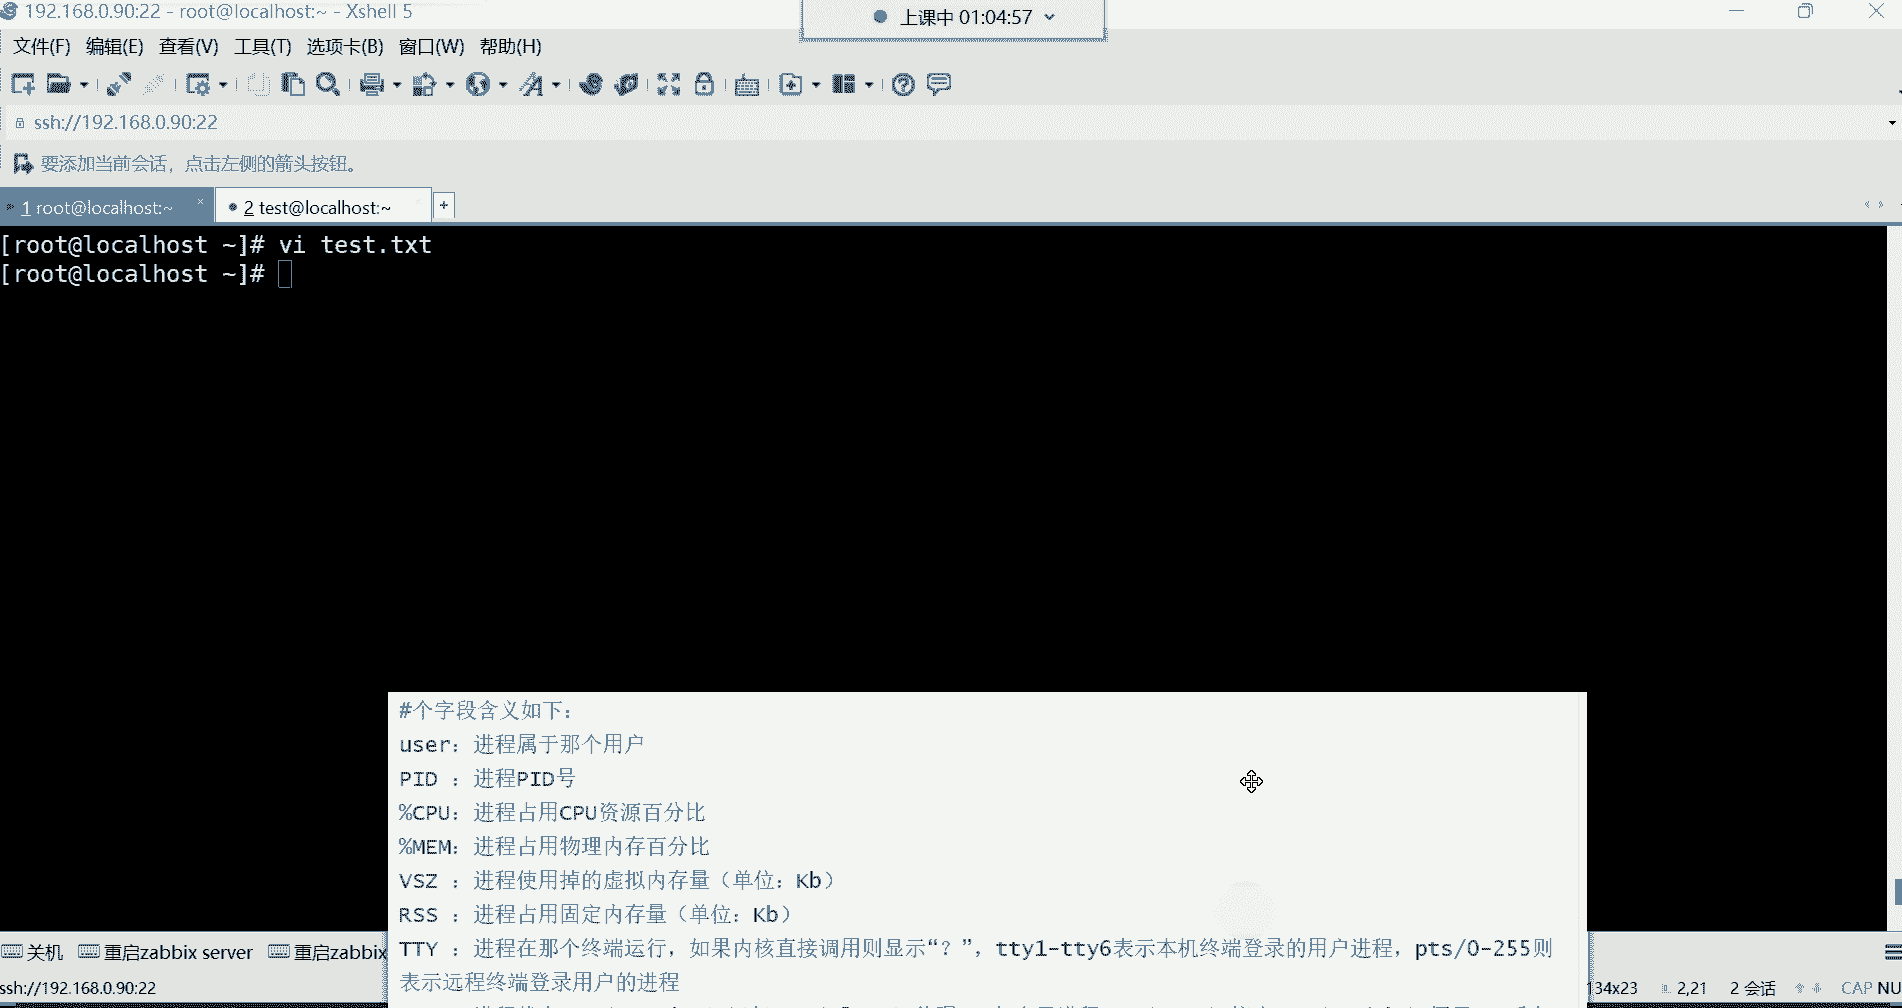 192.168.0.90:22 - root@localhost:~ - Xshell 5
上课中 01:04:57
文件(F) 编辑(E) 查看(V) 工具(T) 选项卡(B) 窗口(W) 帮助(H)
ssh://192.168.0.90:22
要添加当前会话，点击左侧的箭头按钮。
1 root@localhost:~ 2 test@localhost:~
[root@localhost ~]# vi test.txt
[root@localhost ~]#
#个字段含义如下：
user：进程属于那个用户
PID ：进程PID号
%CPU：进程占用CPU资源百分比
%MEM：进程占用物理内存百分比
VSZ ：进程使用掉的虚拟内存量（单位：Kb）
RSS ：进程占用固定内存量（单位：Kb）
TTY ：进程在那个终端运行，如果内核直接调用则显示“？”，tty1-tty6表示本机终端登录的用户进程，pts/0-255则
表示远程终端登录用户的进程
关机 重启zabbix server 重启zabbix
ssh://192.168.0.90:22
134x23 2,21 2 会话 CAP NU